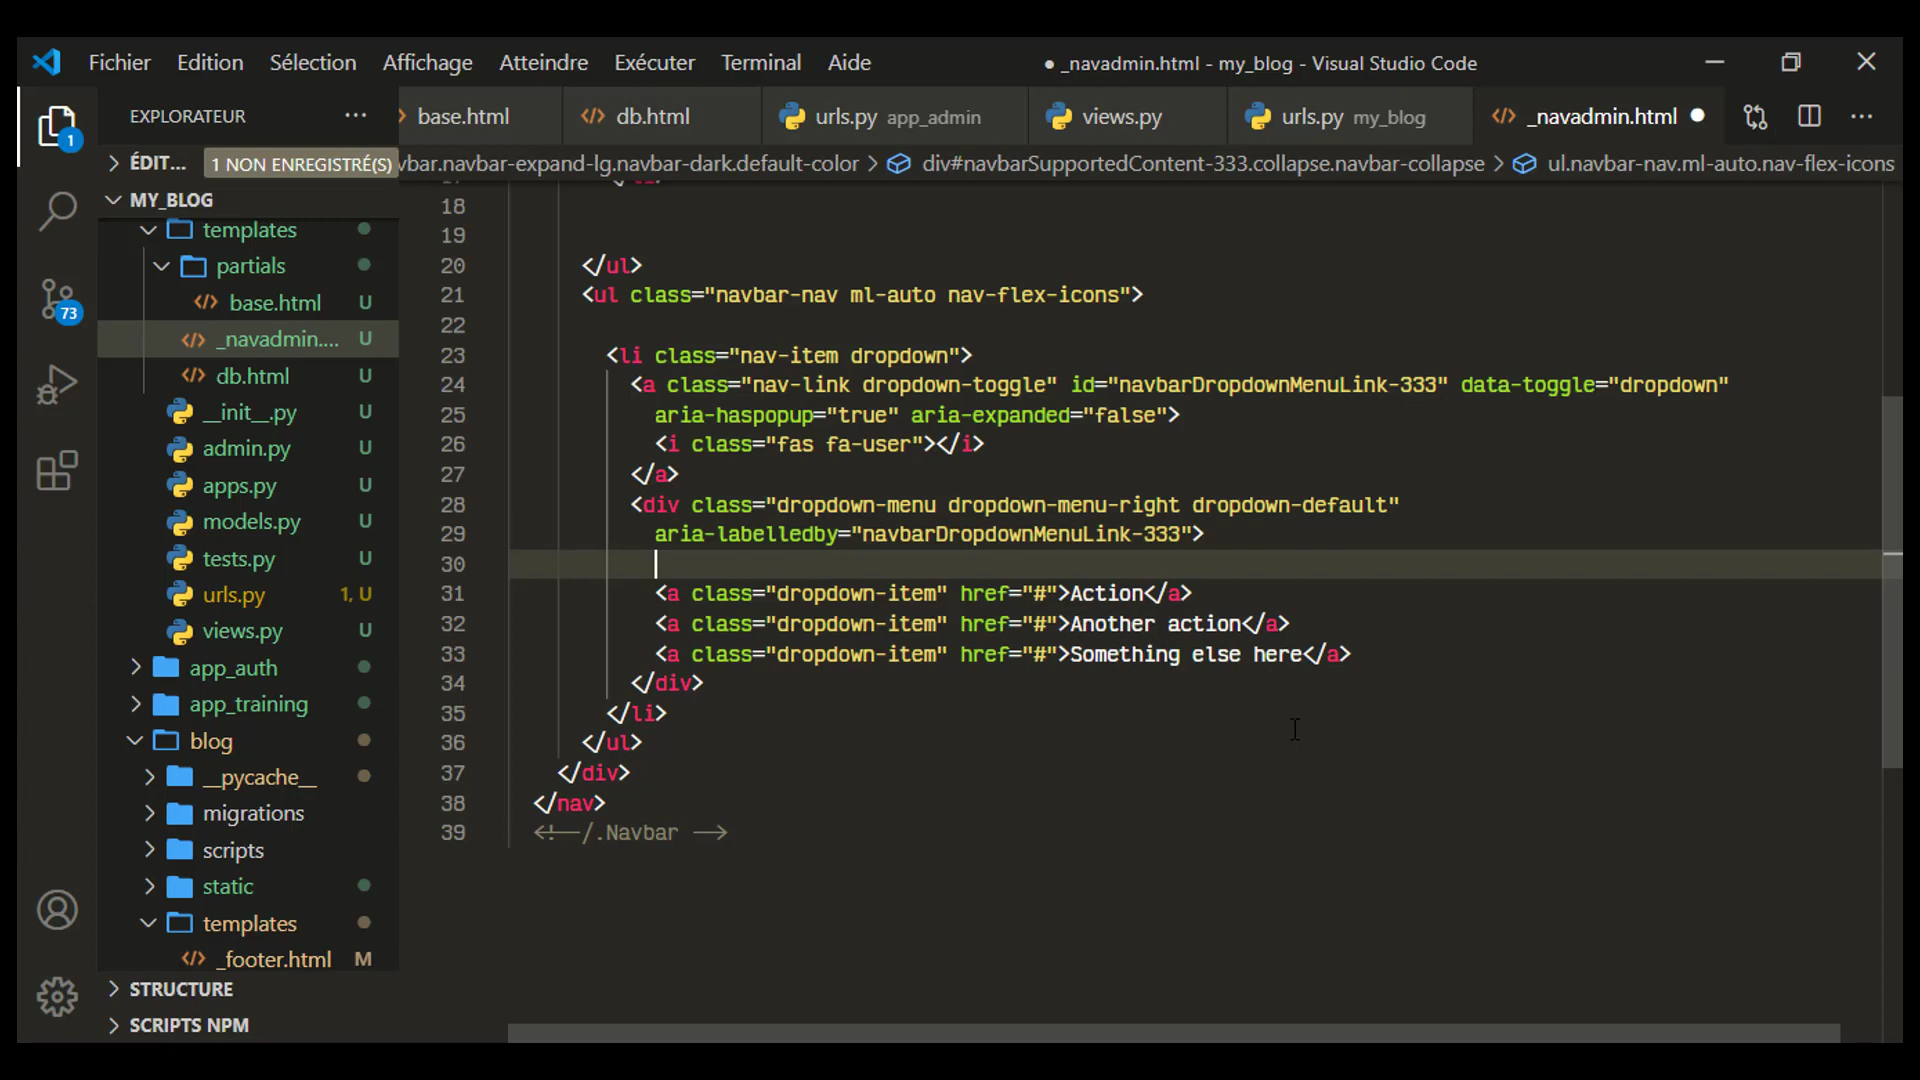 Fichier Edition Sélection Affichage Atteindre Exécuter Terminal Aide ● _navadmin.html - my_blog - Visual Studio Code
EXPLORATEUR ··· base.html db.html urls.py app_admin views.py urls.py my_blog _navadmin.html
ÉDIT... 1 NON ENREGISTRÉ(S) vbar.navbar-expand-lg.navbar-dark.default-color > div#navbarSupportedContent-333.collapse.navbar-collapse > ul.navbar-nav.ml-auto.nav-flex-icons
1
73
MY_BLOG
templates
partials
base.html U
_navadmin.... U
db.html U
__init__.py U
admin.py U
apps.py U
models.py U
tests.py U
urls.py 1, U
views.py U
app_auth
app_training
blog
__pycache__
migrations
scripts
static
templates
_footer.html M
STRUCTURE
SCRIPTS NPM
18
19
20 </ul>
21 <ul class="navbar-nav ml-auto nav-flex-icons">
22
23 <li class="nav-item dropdown">
24 <a class="nav-link dropdown-toggle" id="navbarDropdownMenuLink-333" data-toggle="dropdown"
25 aria-haspopup="true" aria-expanded="false">
26 <i class="fas fa-user"></i>
27 </a>
28 <div class="dropdown-menu dropdown-menu-right dropdown-default"
29 aria-labelledby="navbarDropdownMenuLink-333">
30
31 <a class="dropdown-item" href="#">Action</a>
32 <a class="dropdown-item" href="#">Another action</a>
33 <a class="dropdown-item" href="#">Something else here</a>
34 </div>
35 </li>
36 </ul>
37 </div>
38 </nav>
39 <!--/.Navbar -->